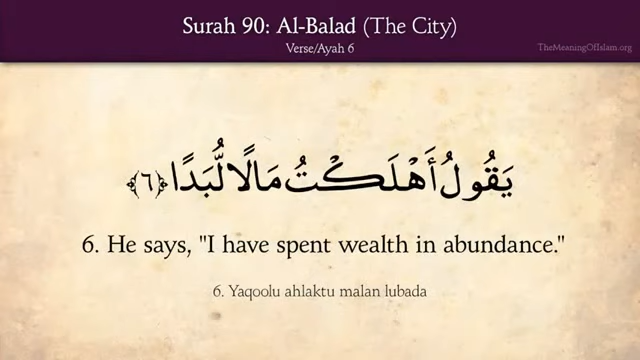 Surah 90: Al-Balad (The City)
Verse/Ayah 6
TheMeaningOfIslam.org
يَقُولُ أَهْلَكْتُ مَالًا لُّبَدًا ﴿٦﴾
6. He says, "I have spent wealth in abundance."
6. Yaqoolu ahlaktu malan lubada